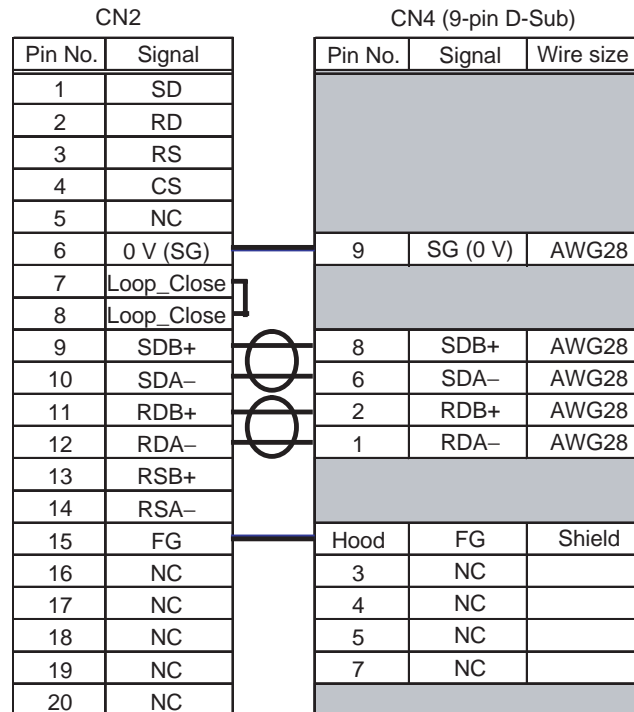 CN2 CN4 (9-pin D-Sub)
Pin No. Signal Pin No. Signal Wire size
1 SD
2 RD
3 RS
4 CS
5 NC
6 0 V (SG) 9 SG (0 V) AWG28
7 Loop_Close
8 Loop_Close
9 SDB+ 8 SDB+ AWG28
10 SDA− 6 SDA− AWG28
11 RDB+ 2 RDB+ AWG28
12 RDA− 1 RDA− AWG28
13 RSB+
14 RSA−
15 FG Hood FG Shield
16 NC 3 NC
17 NC 4 NC
18 NC 5 NC
19 NC 7 NC
20 NC